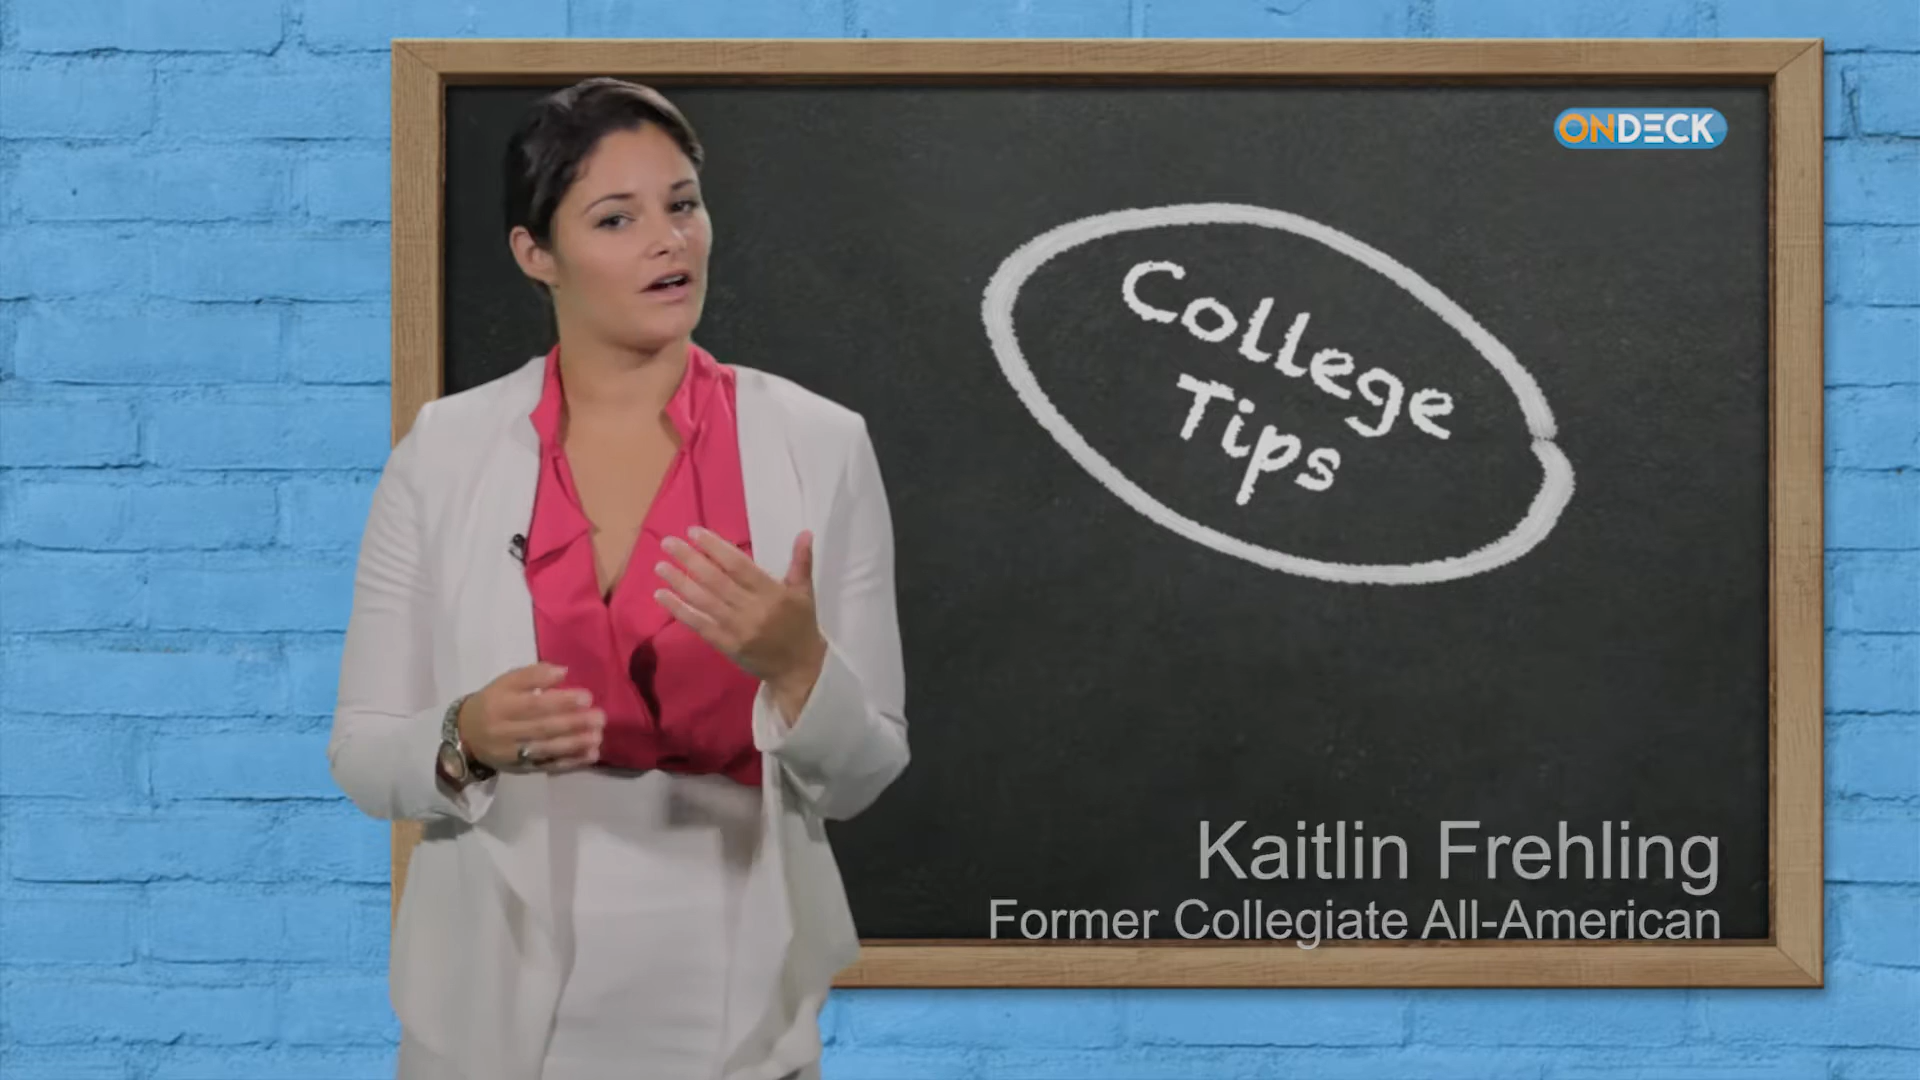 ONDECK
College
Tips
Kaitlin Frehling
Former Collegiate All-American